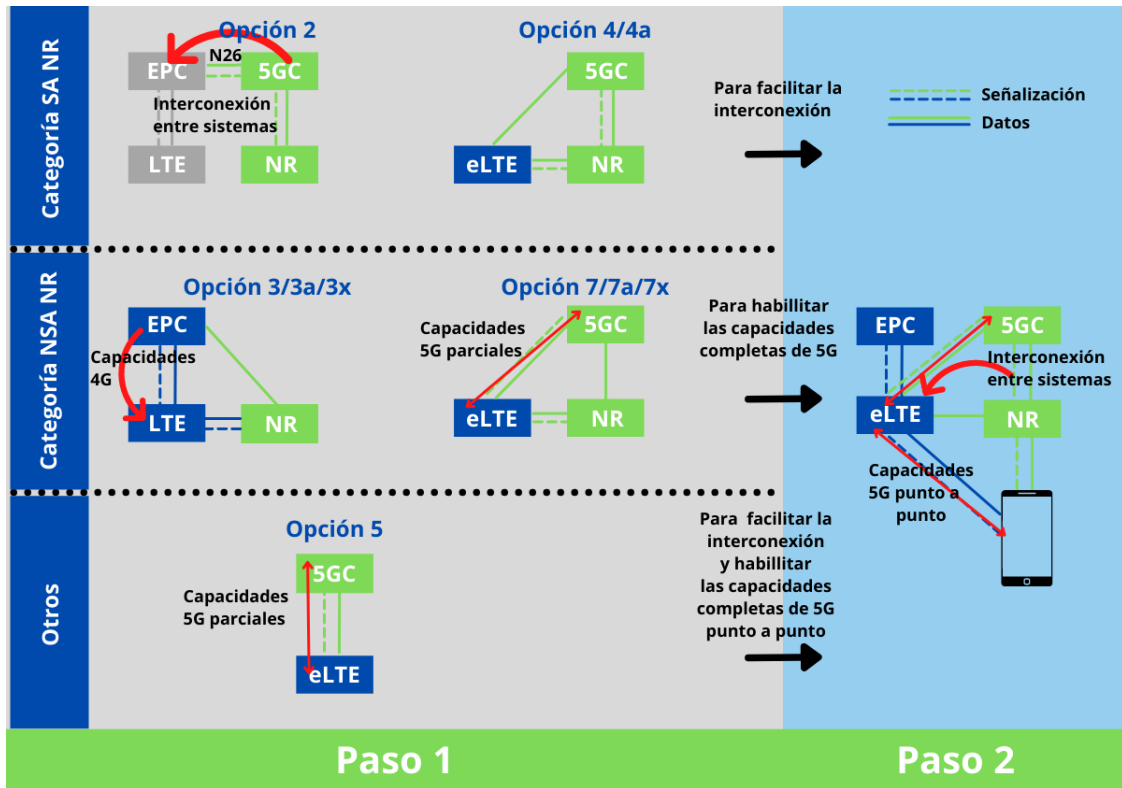 Categoría SA NR
Opción 2
N26
EPC
5GC
Interconexión
entre sistemas
LTE
NR
Opción 4/4a
5GC
eLTE
NR
Para facilitar la
interconexión
Señalización
Datos
Categoría NSA NR
Opción 3/3a/3x
EPC
Capacidades
4G
LTE
NR
Opción 7/7a/7x
Capacidades
5G parciales
5GC
eLTE
NR
Para habillitar
las capacidades
completas de 5G
EPC
5GC
Interconexión
entre sistemas
eLTE
NR
Capacidades
5G punto a
punto
Otros
Opción 5
5GC
Capacidades
5G parciales
eLTE
Para facilitar la
interconexión
y habillitar
las capacidades
completas de 5G
punto a punto
Paso 1
Paso 2